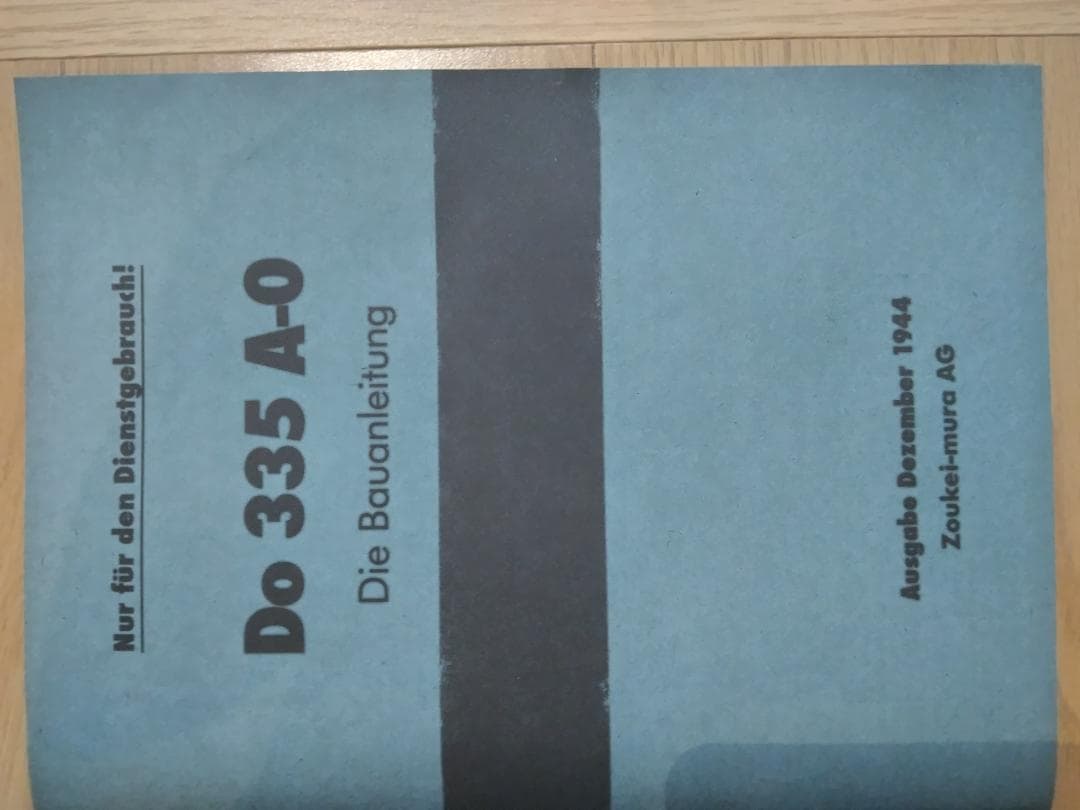 Nur für den Dienstgebrauch!
Do 335 A-0
Die Bauanleitung
Ausgabe Dezember 1944
Zoukei-mura AG